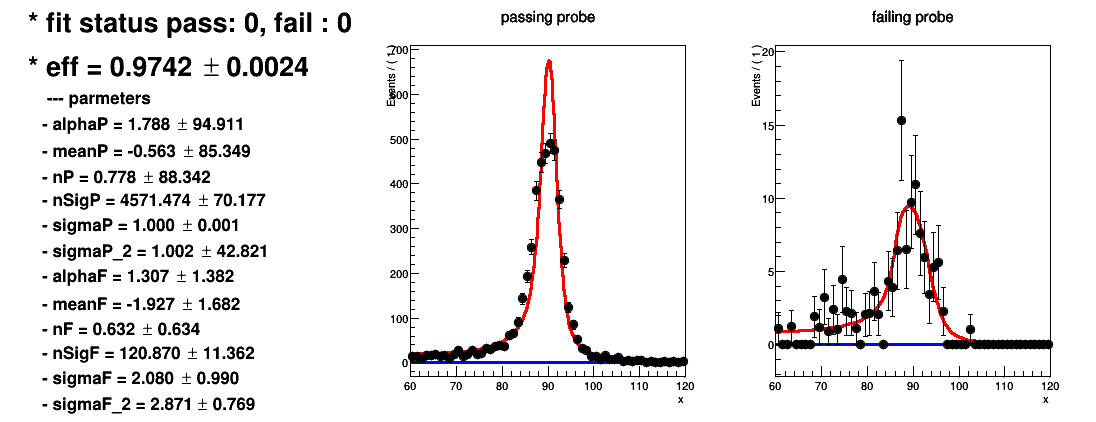 * fit status pass: 0, fail : 0
* eff = 0.9742 ± 0.0024
--- parmeters
- alphaP = 1.788 ± 94.911
- meanP = -0.563 ± 85.349
- nP = 0.778 ± 88.342
- nSigP = 4571.474 ± 70.177
- sigmaP = 1.000 ± 0.001
- sigmaP_2 = 1.002 ± 42.821
- alphaF = 1.307 ± 1.382
- meanF = -1.927 ± 1.682
- nF = 0.632 ± 0.634
- nSigF = 120.870 ± 11.362
- sigmaF = 2.080 ± 0.990
- sigmaF_2 = 2.871 ± 0.769
passing probe
Events / ( 1 )
700
600
500
400
300
200
100
0
60 70 80 90 100 110 120
x
failing probe
Events / ( 1 )
20
15
10
5
0
60 70 80 90 100 110 120
x